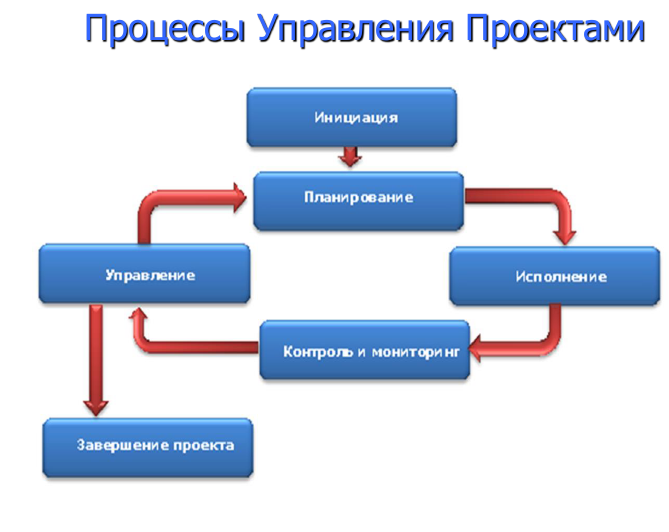 Процессы Управления Проектами
Инициация
Планирование
Управление
Исполнение
Контроль и мониторинг
Завершение проекта